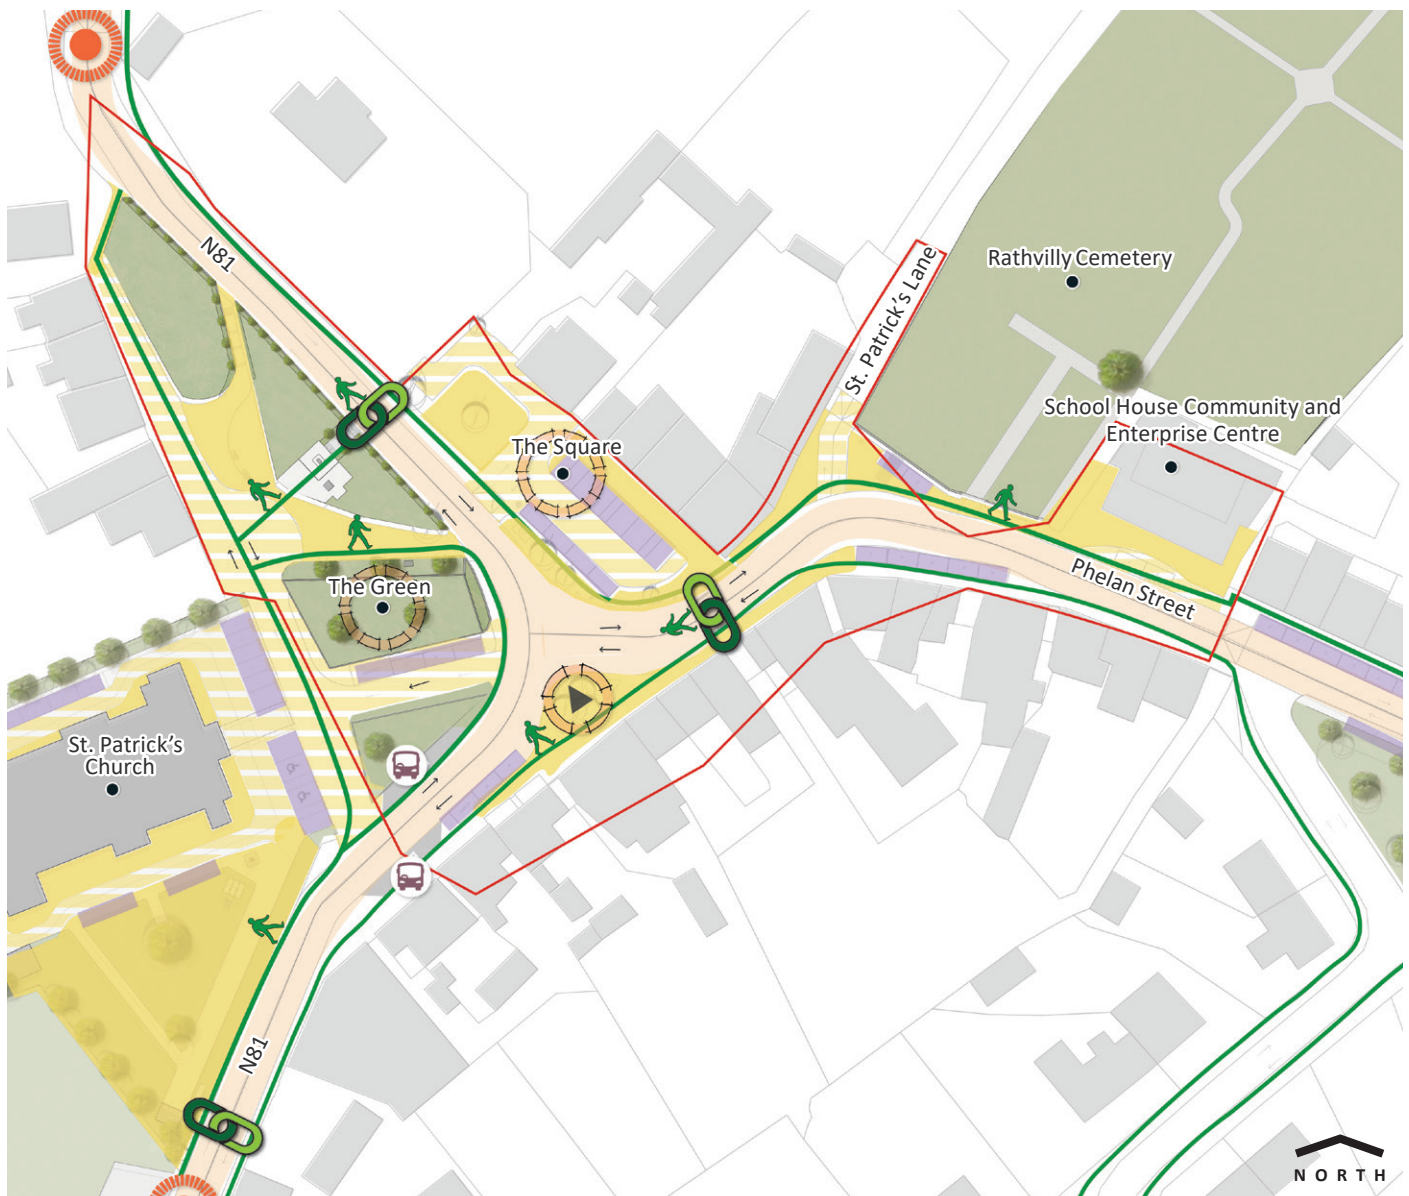 N81
St. Patrick's Lane
Rathvilly Cemetery
School House Community and
Enterprise Centre
The Square
Phelan Street
The Green
St. Patrick's
Church
N81
NORTH